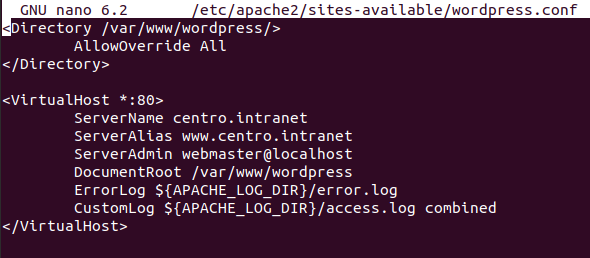 GNU nano 6.2 /etc/apache2/sites-available/wordpress.conf
<Directory /var/www/wordpress/>
AllowOverride All
</Directory>
<VirtualHost *:80>
ServerName centro.intranet
ServerAlias www.centro.intranet
ServerAdmin webmaster@localhost
DocumentRoot /var/www/wordpress
ErrorLog ${APACHE_LOG_DIR}/error.log
CustomLog ${APACHE_LOG_DIR}/access.log combined
</VirtualHost>